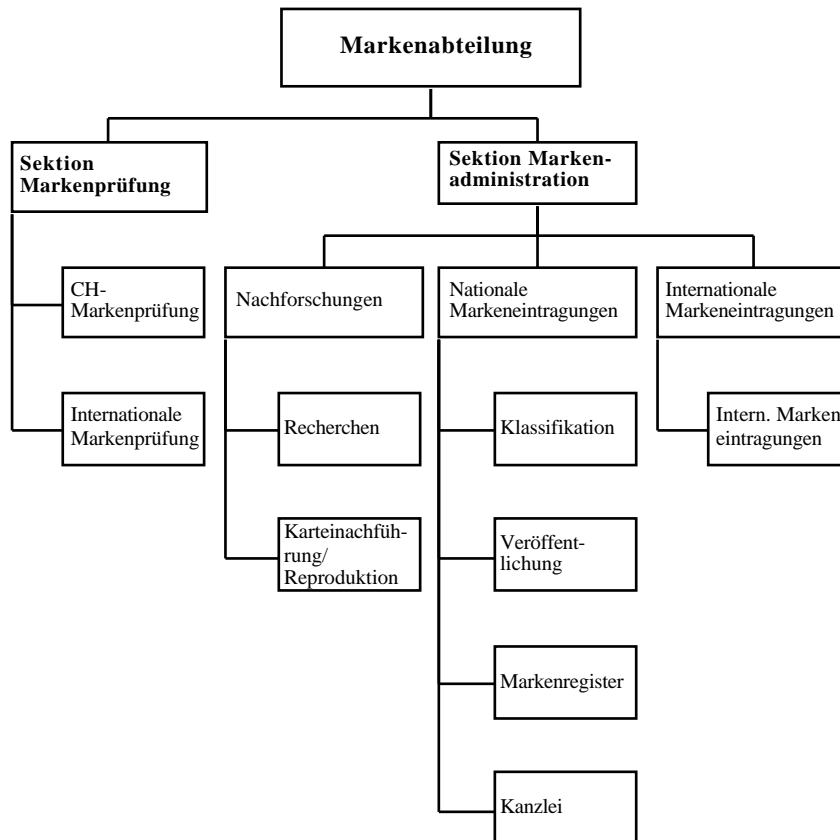 Markenabteilung
Sektion
Markenprüfung
Sektion Marken-
administration
CH-
Markenprüfung
Nachforschungen
Nationale
Markeneintragungen
Internationale
Markeneintragungen
Internationale
Markenprüfung
Recherchen
Klassifikation
Intern. Marken
eintragungen
Karteinachfüh-
rung/
Reproduktion
Veröffent-
lichung
Markenregister
Kanzlei